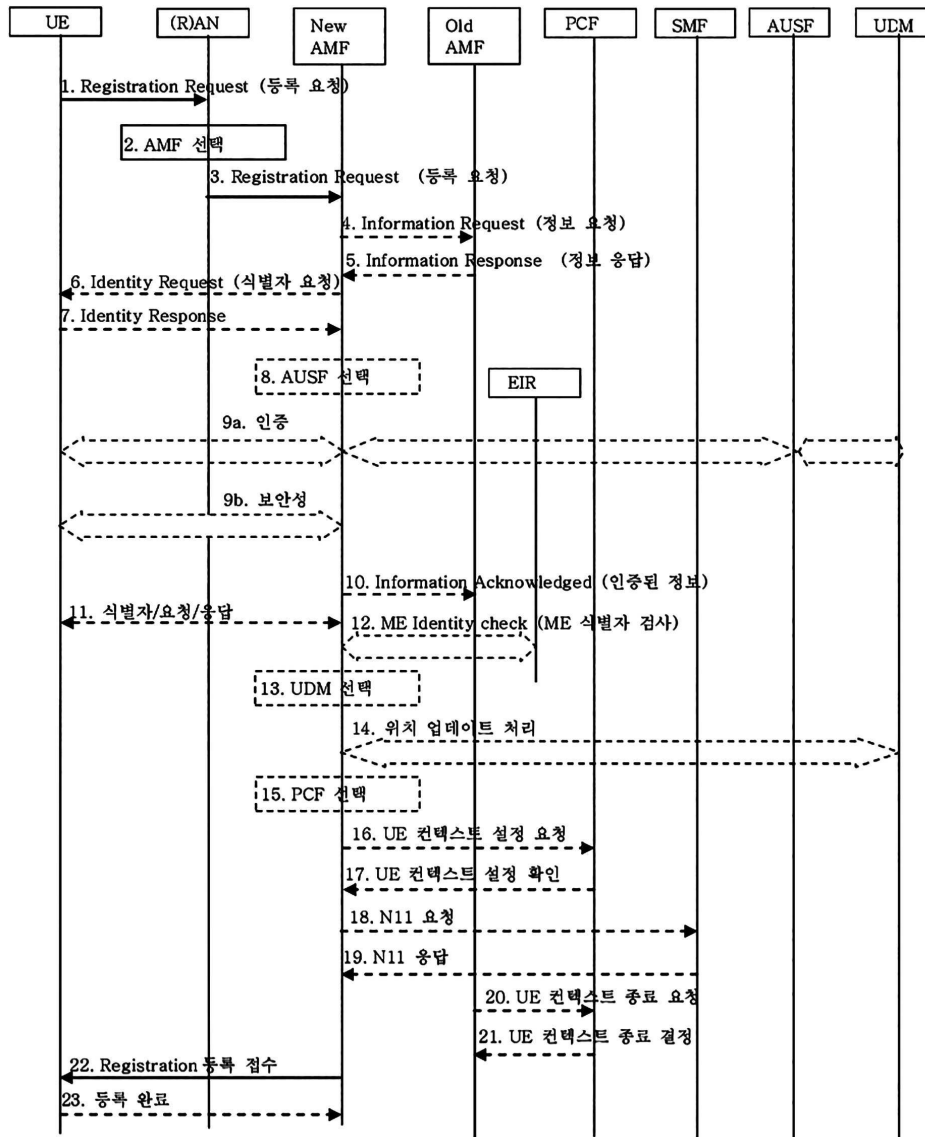 UE
(R)AN
New
AMF
Old
AMF
PCF
SMF
AUSF
UDM
1. Registration Request (등록 요청)
2. AMF 선택
3. Registration Request (등록 요청)
4. Information Request (정보 요청)
5. Information Response (정보 응답)
6. Identity Request (식별자 요청)
7. Identity Response
8. AUSF 선택
EIR
9a. 인증
9b. 보안성
10. Information Acknowledged (인증된 정보)
11. 식별자/요청/응답
12. ME Identity check (ME 식별자 검사)
13. UDM 선택
14. 위치 업데이트 처리
15. PCF 선택
16. UE 컨텍스트 설정 요청
17. UE 컨텍스트 설정 확인
18. N11 요청
19. N11 응답
20. UE 컨텍스트 종료 요청
21. UE 컨텍스트 종료 결정
22. Registration 등록 접수
23. 등록 완료